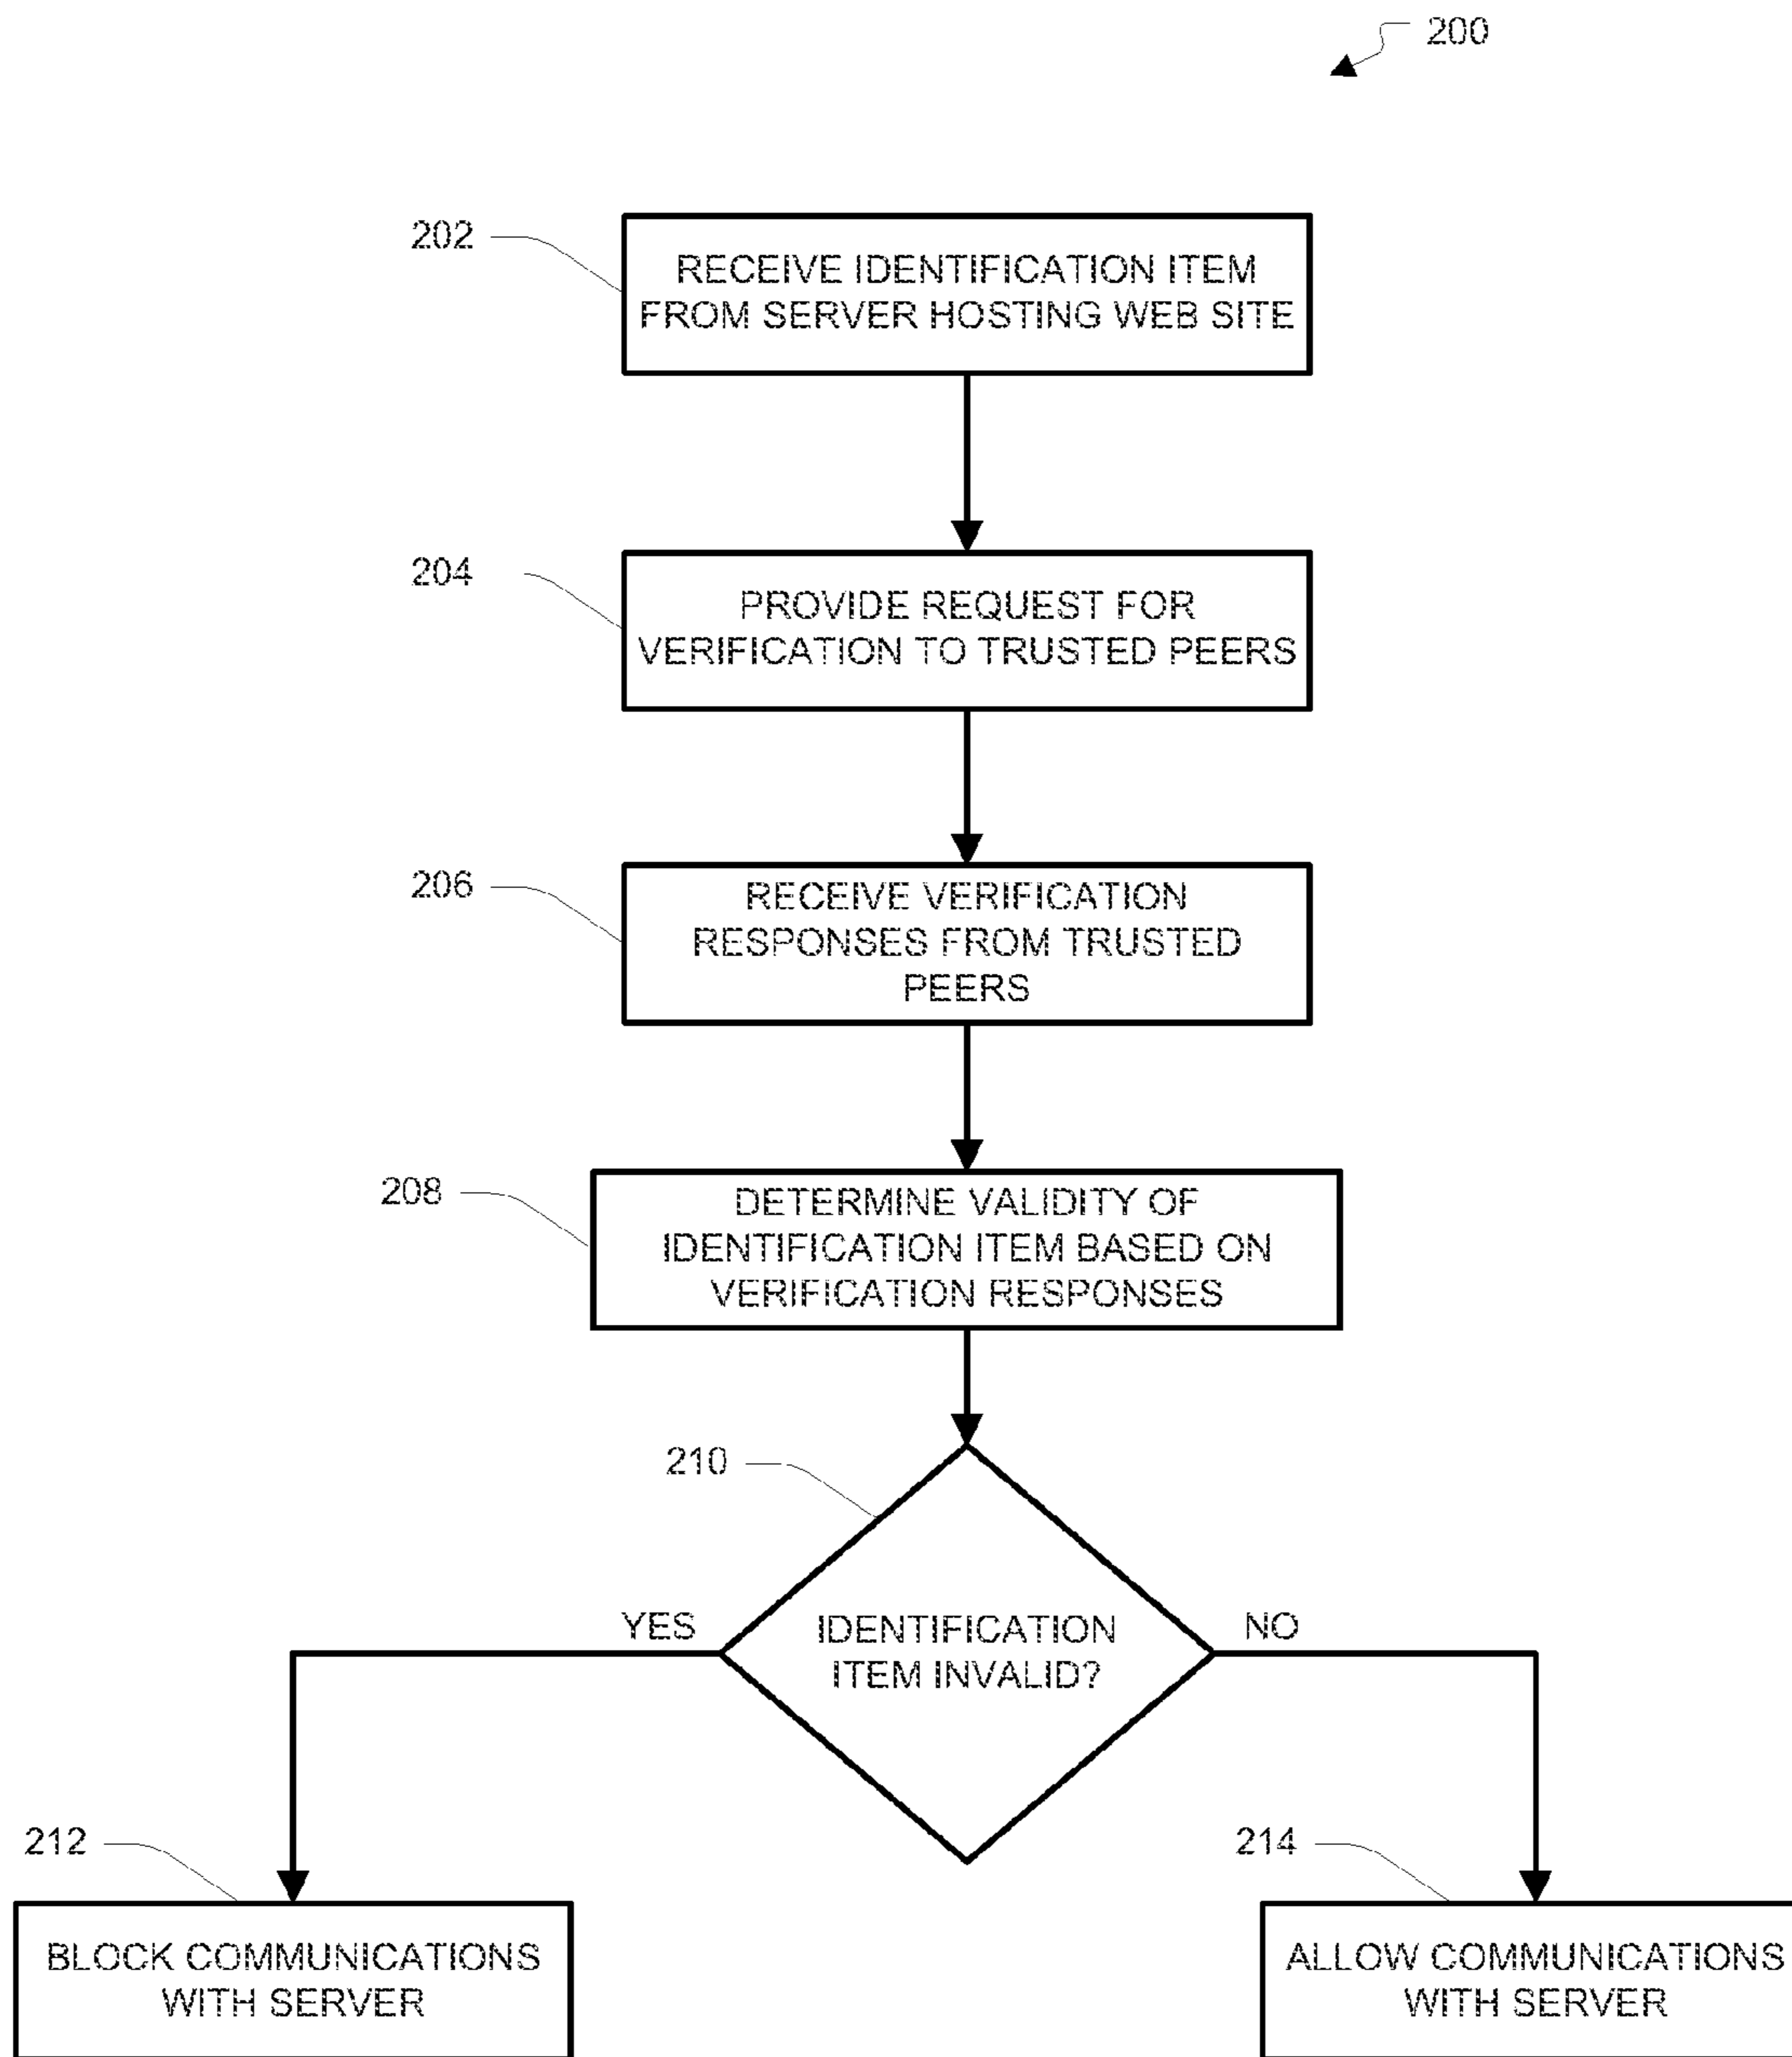 200
202
RECEIVE IDENTIFICATION ITEM
FROM SERVER HOSTING WEB SITE
204
PROVIDE REQUEST FOR
VERIFICATION TO TRUSTED PEERS
206
RECEIVE VERIFICATION
RESPONSES FROM TRUSTED
PEERS
208
DETERMINE VALIDITY OF
IDENTIFICATION ITEM BASED ON
VERIFICATION RESPONSES
210
YES
IDENTIFICATION
ITEM INVALID?
NO
212
BLOCK COMMUNICATIONS
WITH SERVER
214
ALLOW COMMUNICATIONS
WITH SERVER